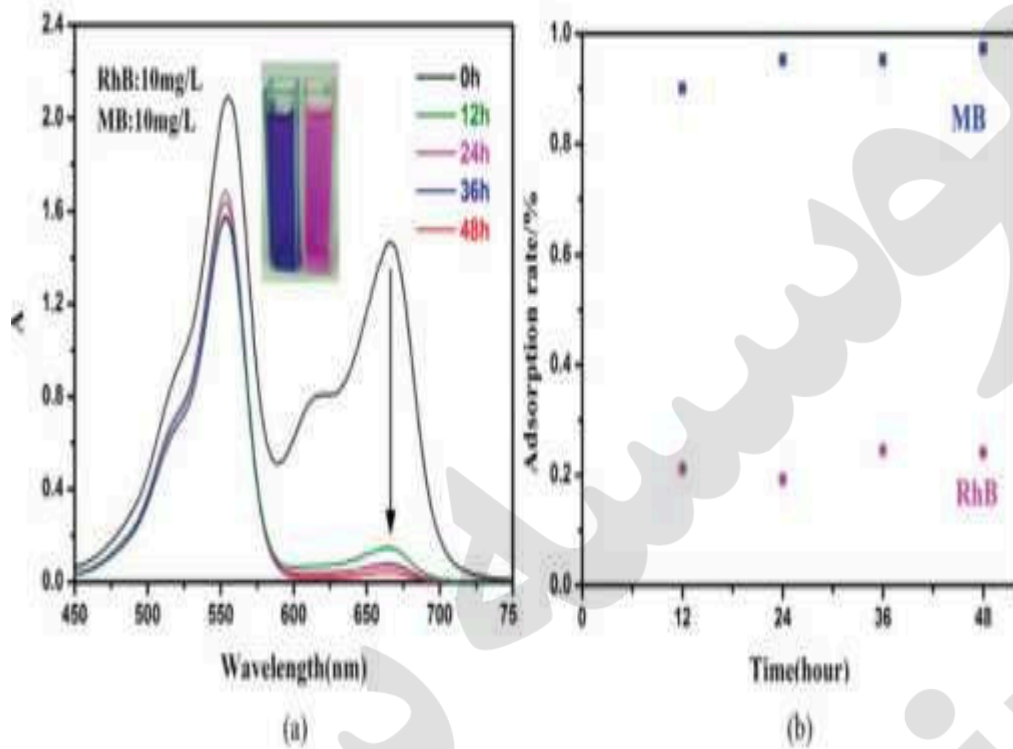 2.4
2.0
1.6
1.2
0.8
0.4
0.0
A
RhB:10mg/L
MB:10mg/L
0h
12h
24h
36h
48h
450 500 550 600 650 700 75
Wavelength(nm)
(a)
1.0
0.8
0.6
0.4
0.2
0.0
Adsorption rate/%
MB
RhB
0 12 24 36 48
Time(hour)
(b)